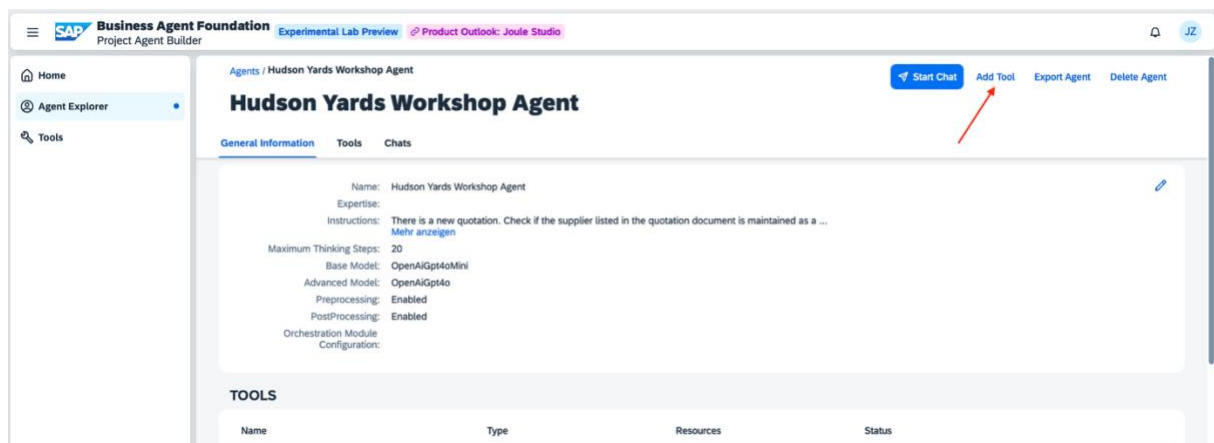 SAP Business Agent Foundation Experimental Lab Preview Product Outlook: Joule Studio JZ
Project Agent Builder
Home
Agent Explorer
Tools
Agents / Hudson Yards Workshop Agent
Start Chat Add Tool Export Agent Delete Agent
Hudson Yards Workshop Agent
General Information Tools Chats
Name: Hudson Yards Workshop Agent
Expertise:
Instructions: There is a new quotation. Check if the supplier listed in the quotation document is maintained as a ...
Mehr anzeigen
Maximum Thinking Steps: 20
Base Model: OpenAiGpt4oMini
Advanced Model: OpenAiGpt4o
Preprocessing: Enabled
PostProcessing: Enabled
Orchestration Module
Configuration:
TOOLS
Name Type Resources Status